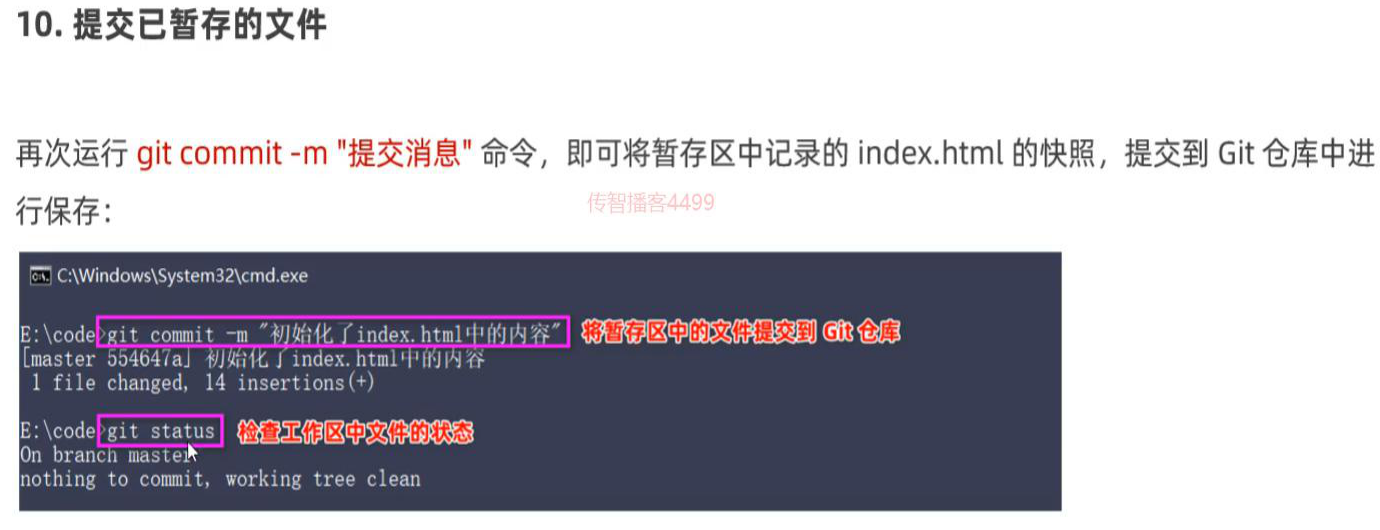 10. 提交已暂存的文件
再次运行 git commit -m "提交消息" 命令，即可将暂存区中记录的 index.html 的快照，提交到 Git 仓库中进
行保存：
传智播客4499
C:\Windows\System32\cmd.exe
E:\code>git commit -m "初始化了index.html中的内容" 将暂存区中的文件提交到 Git 仓库
[master 554647a] 初始化了index.html中的内容
1 file changed, 14 insertions(+)
E:\code>git status 检查工作区中文件的状态
On branch master
nothing to commit, working tree clean